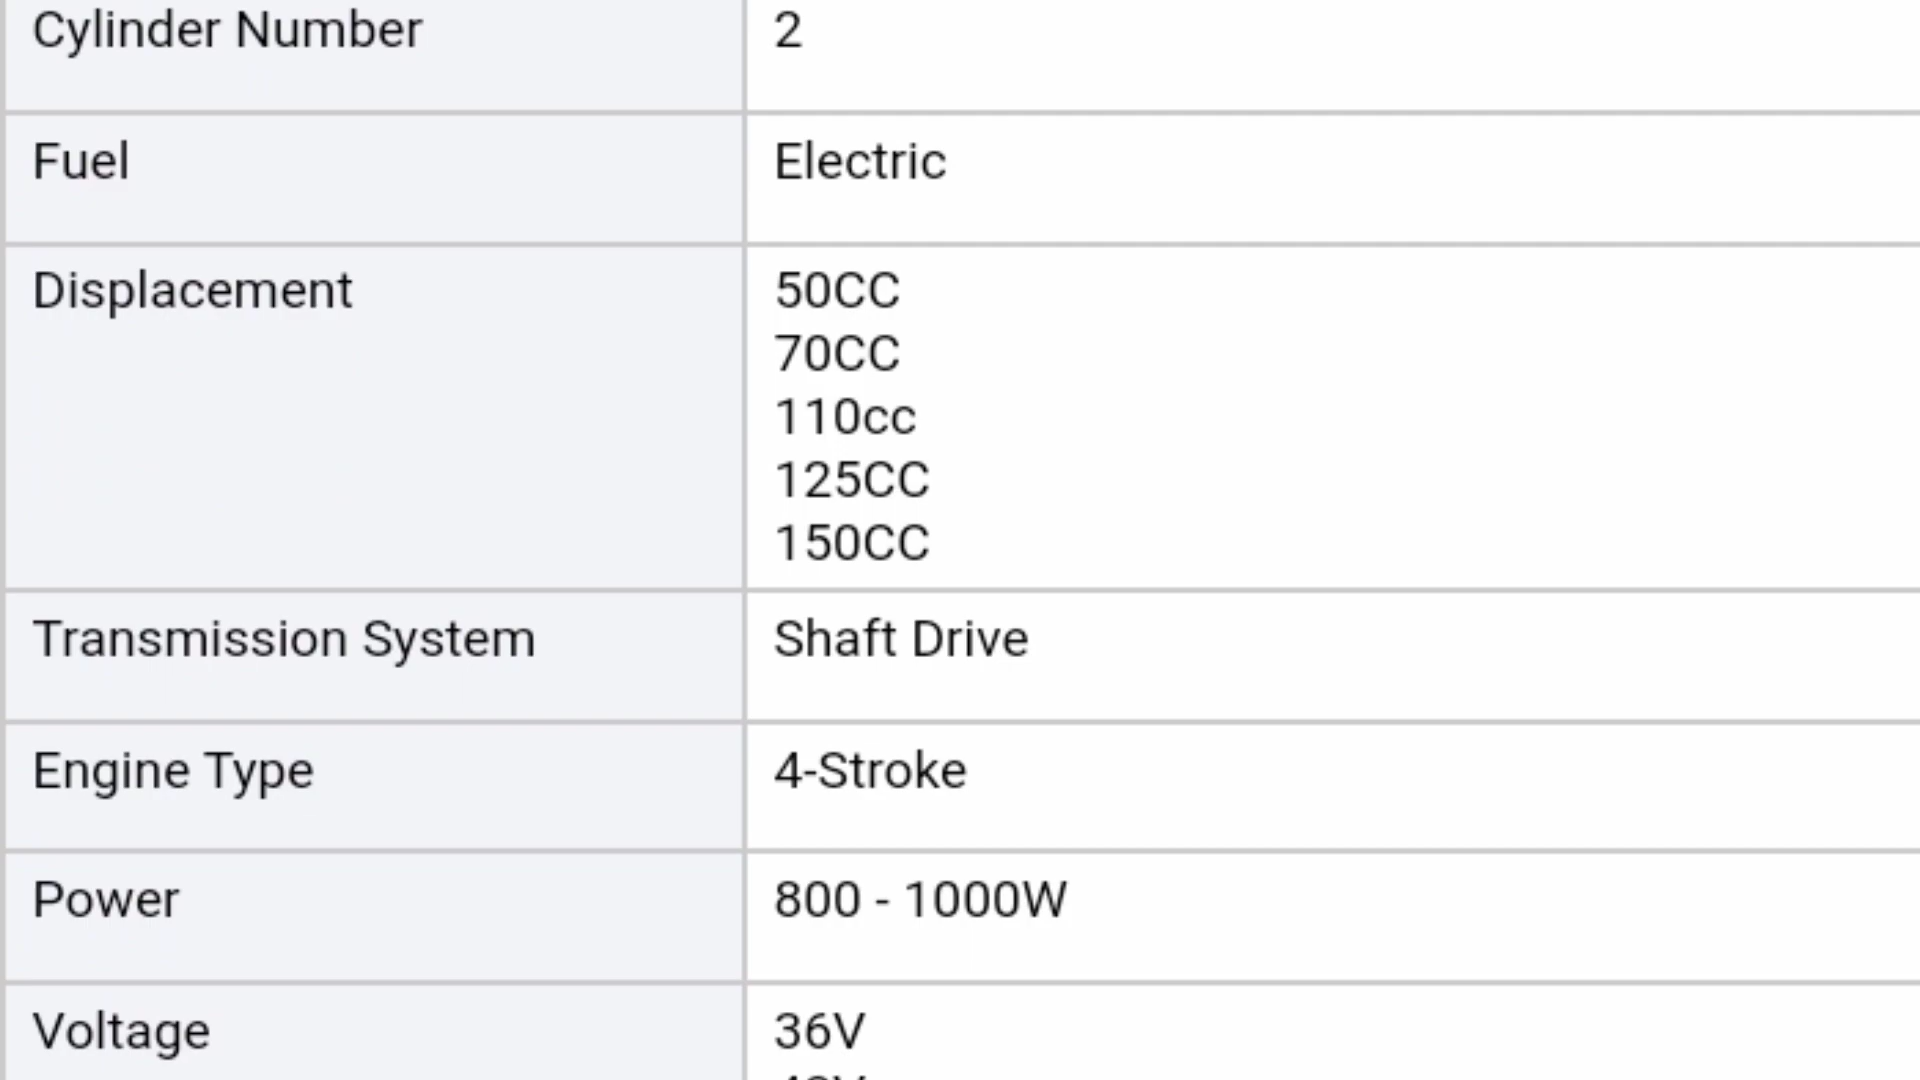 Cylinder Number 2
Fuel Electric
Displacement 50CC
70CC
110cc
125CC
150CC
Transmission System Shaft Drive
Engine Type 4-Stroke
Power 800 - 1000W
Voltage 36V